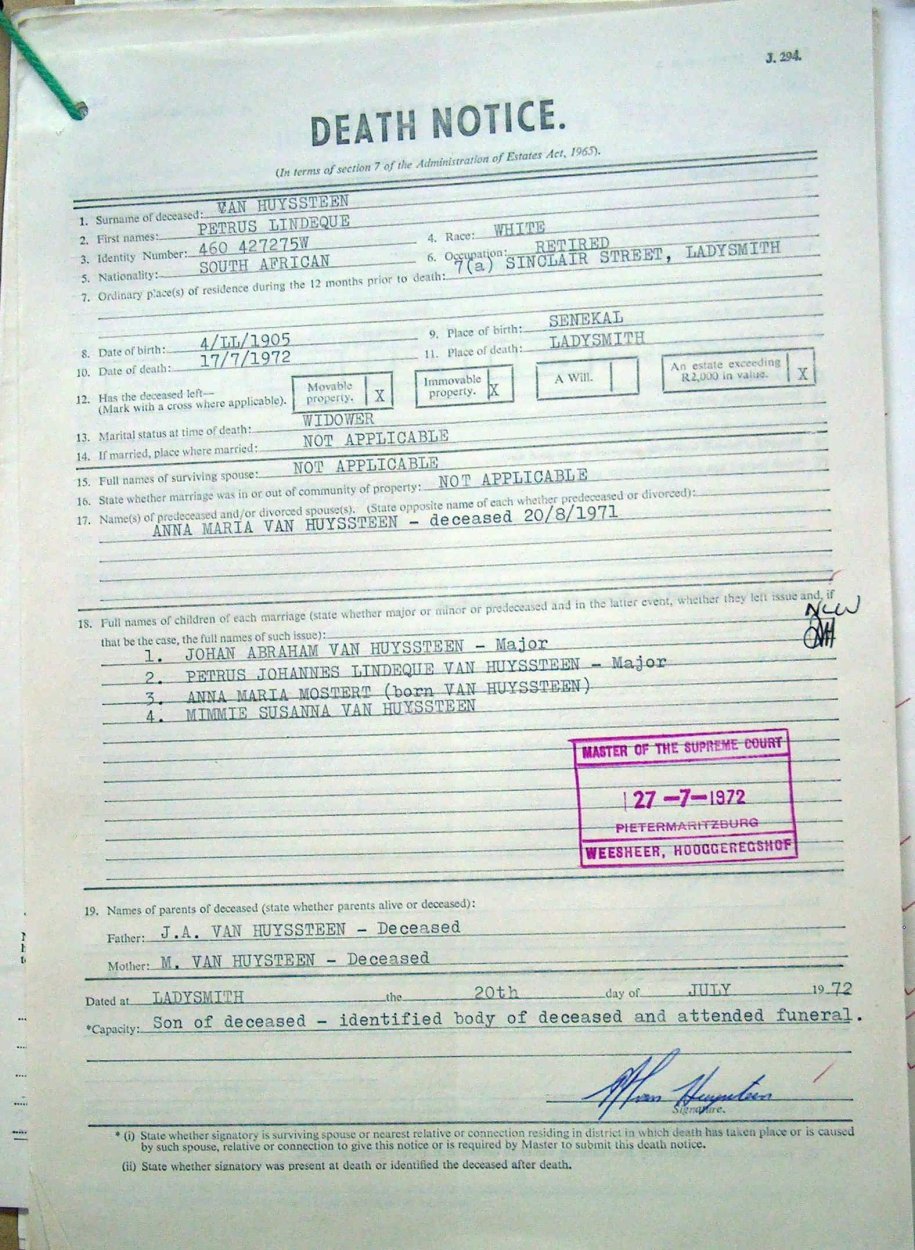 J. 294.
DEATH NOTICE.
(In terms of section 7 of the Administration of Estates Act, 1965).
1. Surname of deceased: VAN HUYSSTEEN
2. First names: PETRUS LINDEQUE
3. Identity Number: 460 427275W 4. Race: WHITE
5. Nationality: SOUTH AFRICAN 6. Occupation: RETIRED
7. Ordinary place(s) of residence during the 12 months prior to death: 7(a) SINCLAIR STREET, LADYSMITH
8. Date of birth: 4/LL/1905 9. Place of birth: SENEKAL
10. Date of death: 17/7/1972 11. Place of death: LADYSMITH
12. Has the deceased left— (Mark with a cross where applicable). Movable property. X Immovable property. X A Will. An estate exceeding R2,000 in value. X
13. Marital status at time of death: WIDOWER
14. If married, place where married: NOT APPLICABLE
15. Full names of surviving spouse: NOT APPLICABLE
16. State whether marriage was in or out of community of property: NOT APPLICABLE
17. Name(s) of predeceased and/or divorced spouse(s). (State opposite name of each whether predeceased or divorced):
ANNA MARIA VAN HUYSSTEEN - deceased 20/8/1971
18. Full names of children of each marriage (state whether major or minor or predeceased and in the latter event, whether they left issue and, if
that be the case, the full names of such issue):
1. JOHAN ABRAHAM VAN HUYSSTEEN - Major
2. PETRUS JOHANNES LINDEQUE VAN HUYSSTEEN - Major
3. ANNA MARIA MOSTERT (born VAN HUYSSTEEN)
4. MIMMIE SUSANNA VAN HUYSSTEEN
MASTER OF THE SUPREME COURT
27 -7- 1972
PIETERMARITZBURG
WEESHEER, HOOGGEREGSHOF
19. Names of parents of deceased (state whether parents alive or deceased):
Father: J.A. VAN HUYSSTEEN - Deceased
Mother: M. VAN HUYSTEEN - Deceased
Dated at LADYSMITH the 20th day of JULY 19 72
*Capacity: Son of deceased - identified body of deceased and attended funeral.
Signature.
* (i) State whether signatory is surviving spouse or nearest relative or connection residing in district in which death has taken place or is caused
by such spouse, relative or connection to give this notice or is required by Master to submit this death notice.
(ii) State whether signatory was present at death or identified the deceased after death.